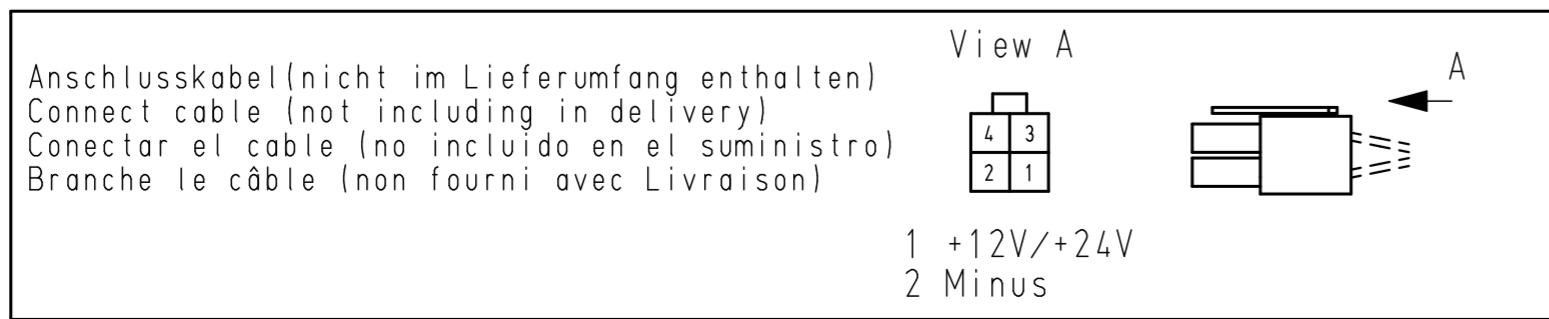 Anschlusskabel(nicht im Lieferumfang enthalten)
Connect cable (not including in delivery)
Conectar el cable (no incluido en el suministro)
Branche le câble (non fourni avec Livraison)
View A
4 3
2 1
1 +12V/+24V
2 Minus
A